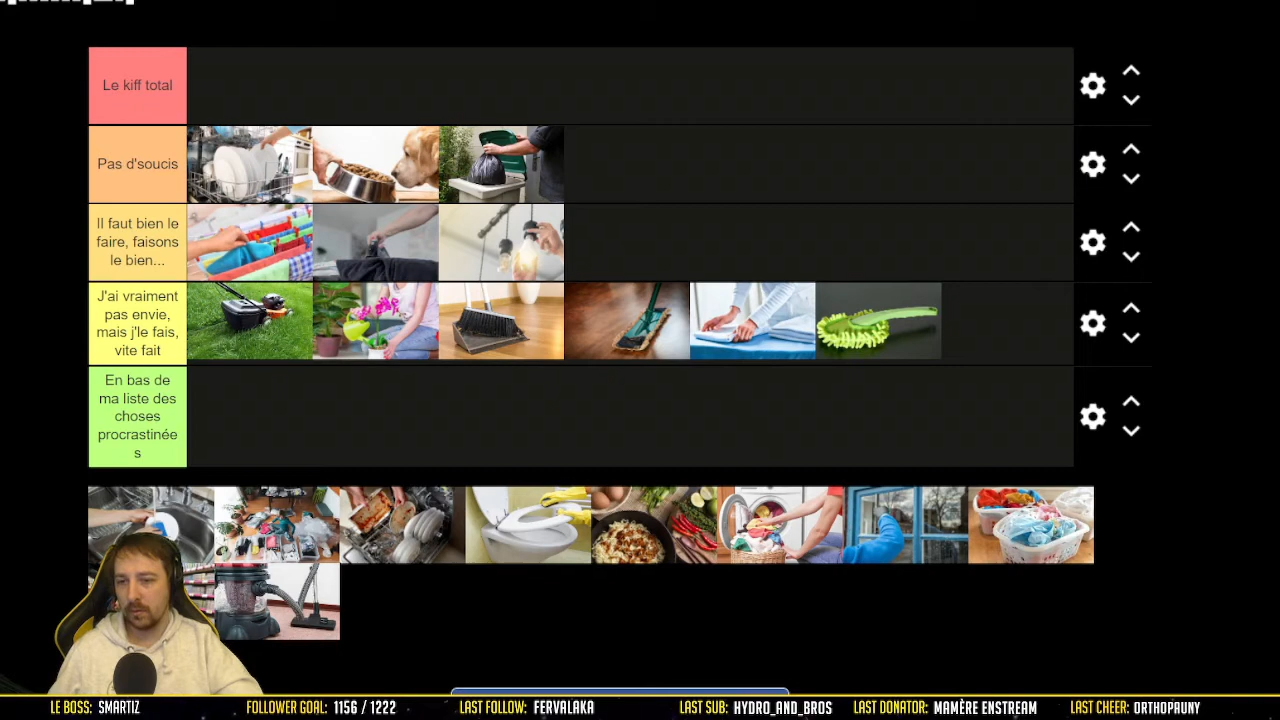 Le kiff total
Pas d'soucis
Il faut bien le
faire, faisons
le bien...
J'ai vraiment
pas envie,
mais j'le fais,
vite fait
En bas de
ma liste des
choses
procrastinée
s
LE BOSS: SMARTIZ
FOLLOWER GOAL: 1156 / 1222
LAST FOLLOW: FERVALAKA
LAST SUB: HYDRO_AND_BROS
LAST DONATOR: MAMÈRE ENSTREAM
LAST CHEER: ORTHOPAUNY